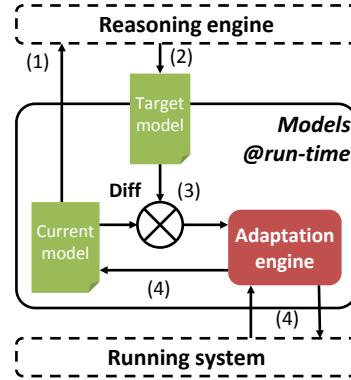 Reasoning engine
(1)
(2)
Target
model
Models
@run-time
Diff
(3)
Current
model
Adaptation
engine
(4)
(4)
Running system